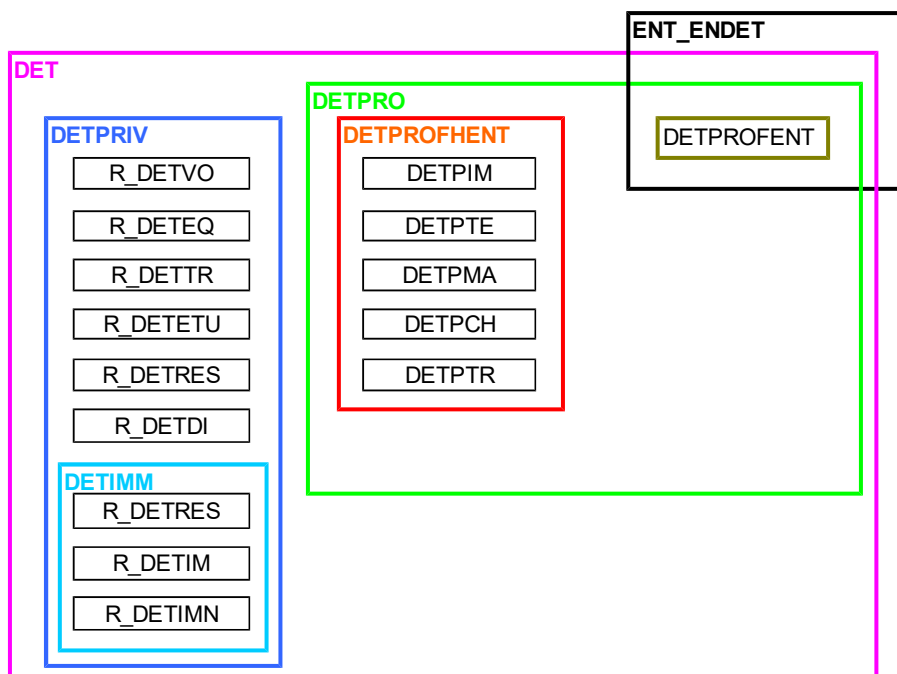 ENT_ENDET
DET
DETPRO
DETPRIV
DETPROFHENT
DETPROFENT
R_DETVO
DETPIM
R_DETEQ
DETPTE
R_DETTR
DETPMA
R_DETETU
DETPCH
R_DETRES
DETPTR
R_DETDI
DETIMM
R_DETRES
R_DETIM
R_DETIMN